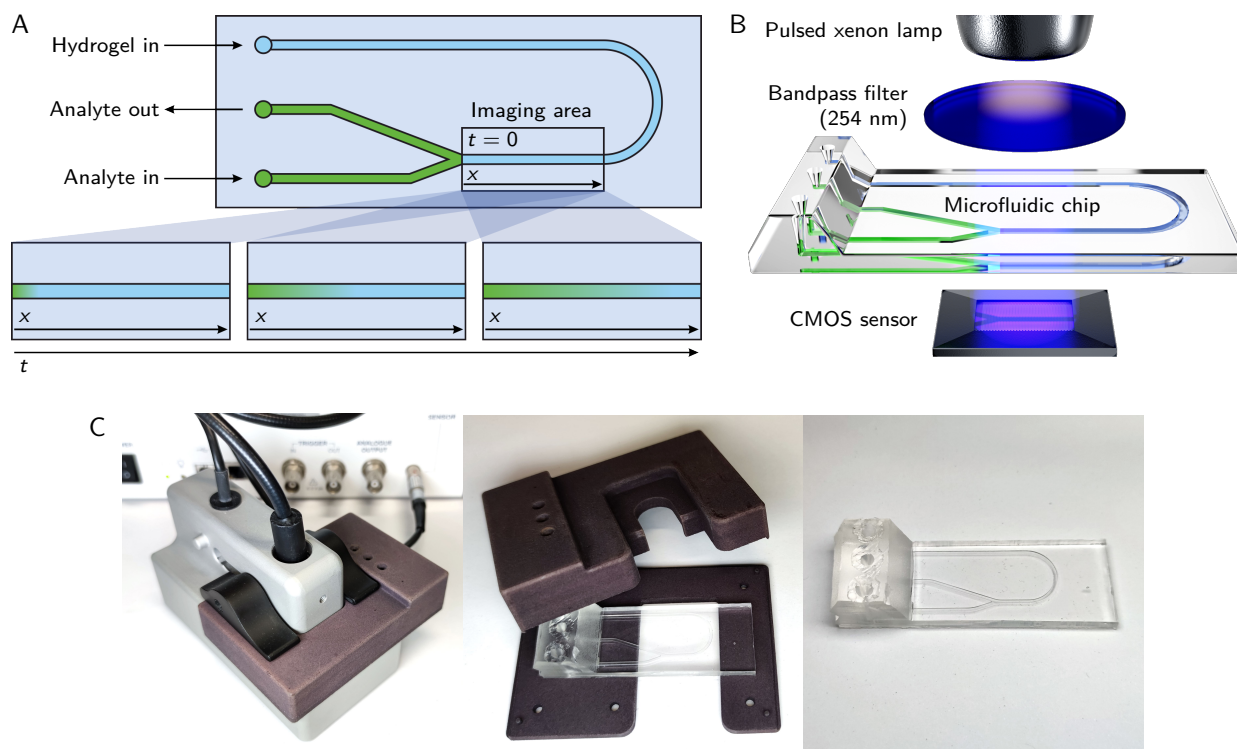 A
Hydrogel in
Analyte out
Analyte in
Imaging area
t = 0
x
x
x
x
t
B
Pulsed xenon lamp
Bandpass filter
(254 nm)
Microfluidic chip
CMOS sensor
C
SENSOR
TRIGGER
ANALOGUE
OUTPUT